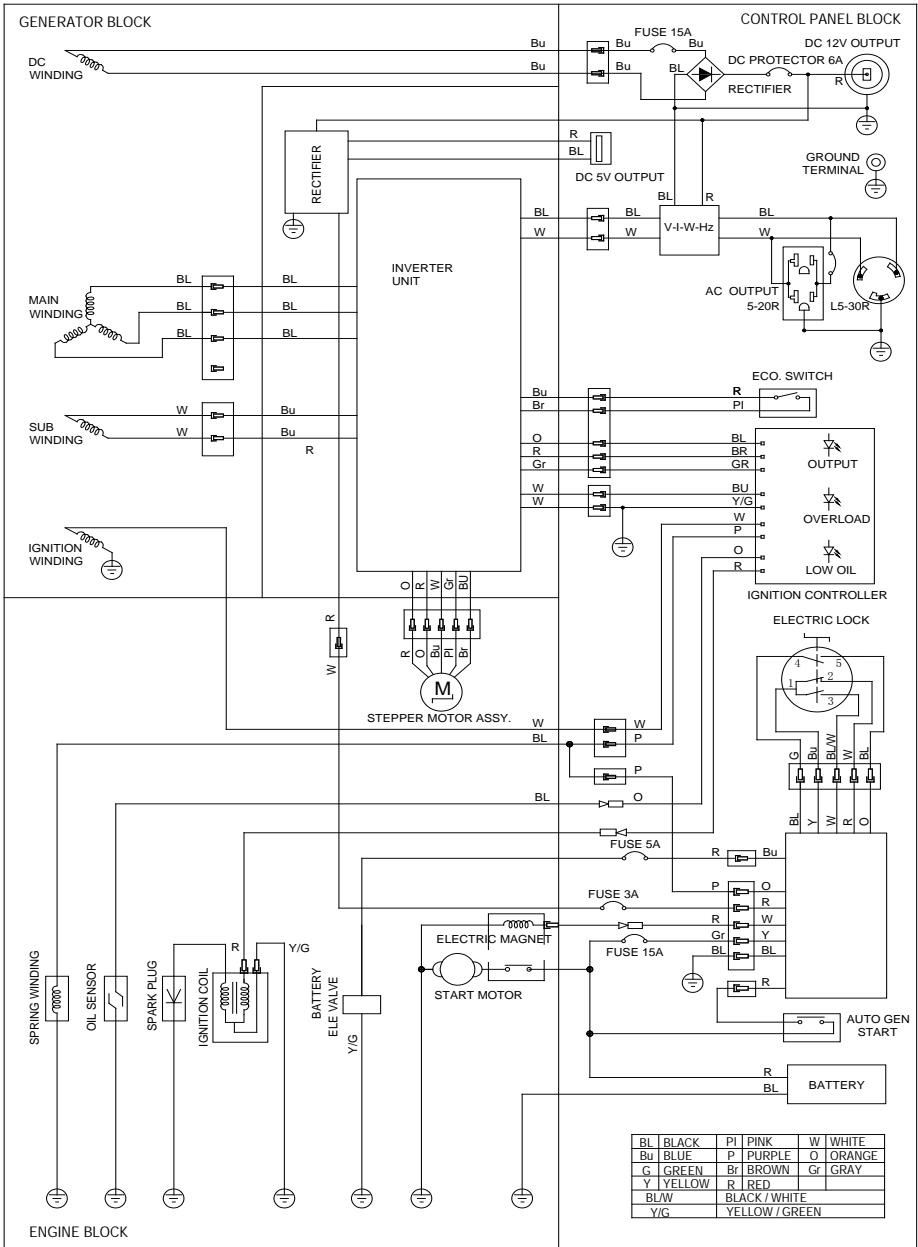 GENERATOR BLOCK
CONTROL PANEL BLOCK
DC
WINDING
Bu
Bu
Bu
Bu
FUSE 15A
Bu
BL
DC 12V OUTPUT
DC PROTECTOR 6A
R
RECTIFIER
RECTIFIER
R
BL
DC 5V OUTPUT
GROUND
TERMINAL
BL
R
V-I-W-Hz
BL
W
BL
W
BL
W
AC OUTPUT
5-20R
L5-30R
INVERTER
UNIT
MAIN
WINDING
BL
BL
BL
BL
BL
BL
SUB
WINDING
W
W
Bu
Bu
R
IGNITION
WINDING
Bu
Br
R
PI
ECO. SWITCH
O
R
Gr
BL
BR
GR
W
W
BU
Y/G
W
P
O
R
OUTPUT
OVERLOAD
LOW OIL
IGNITION CONTROLLER
O
R
W
Gr
BU
R
O
Bu
PI
Br
M
STEPPER MOTOR ASSY.
R
W
ELECTRIC LOCK
4
5
1
2
3
G
Bu
BL/W
W
BL
BL
Y
W
R
O
W
BL
W
P
P
BL
O
FUSE 5A
R
Bu
FUSE 3A
P
O
R
R
W
Gr
Y
BL
BL
R
ELECTRIC MAGNET
FUSE 15A
START MOTOR
AUTO GEN
START
R
BL
BATTERY
SPRING WINDING
OIL SENSOR
SPARK PLUG
IGNITION COIL
R
Y/G
BATTERY
ELE VALVE
Y/G
BL BLACK PI PINK W WHITE
Bu BLUE P PURPLE O ORANGE
G GREEN Br BROWN Gr GRAY
Y YELLOW R RED
BL/W BLACK / WHITE
Y/G YELLOW / GREEN
ENGINE BLOCK